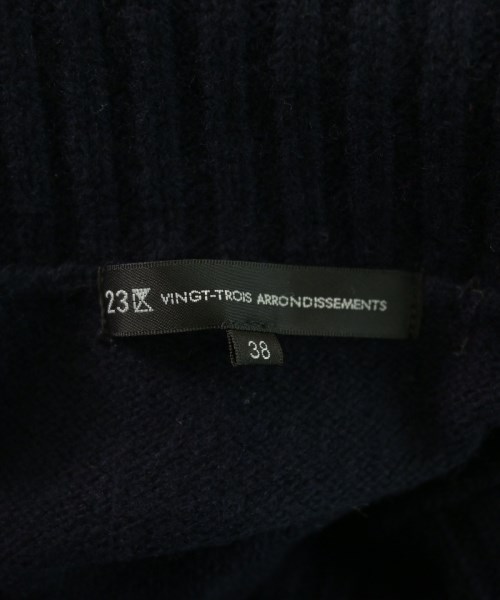 23区 VINGT-TROIS ARRONDISSEMENTS
38